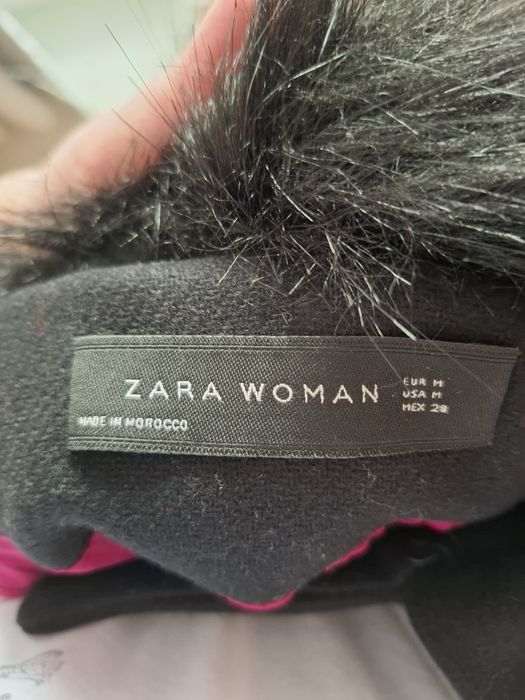 ZARA WOMAN
EUR M
USA M
MEX 28
MADE IN MOROCCO